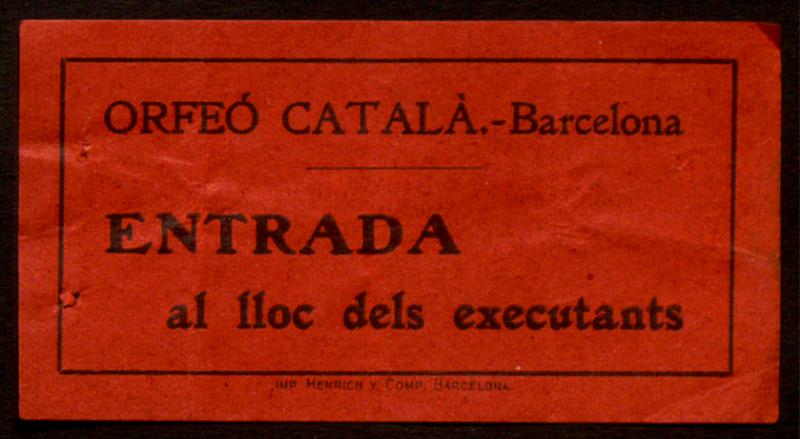 ORFEÓ CATALÀ.-Barcelona
ENTRADA
al lloc dels executants
IMP. HENRICH Y COMP. BARCELONA.